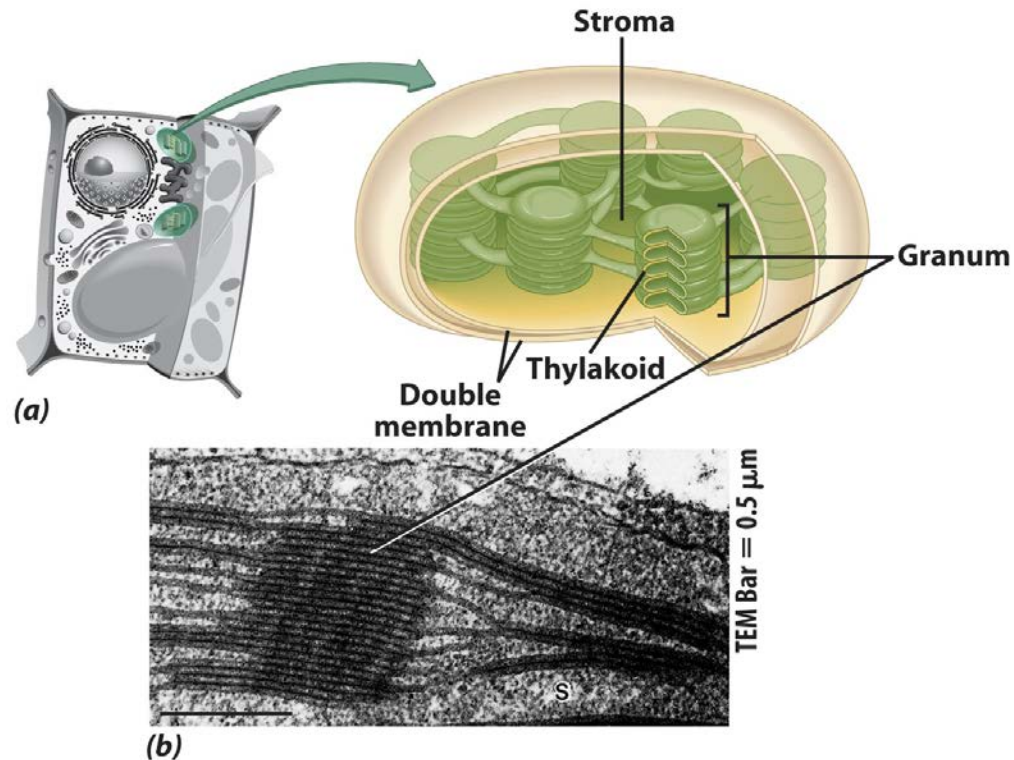 Stroma
Granum
Thylakoid
Double
membrane
(a)
TEM Bar = 0.5 μm
S
(b)